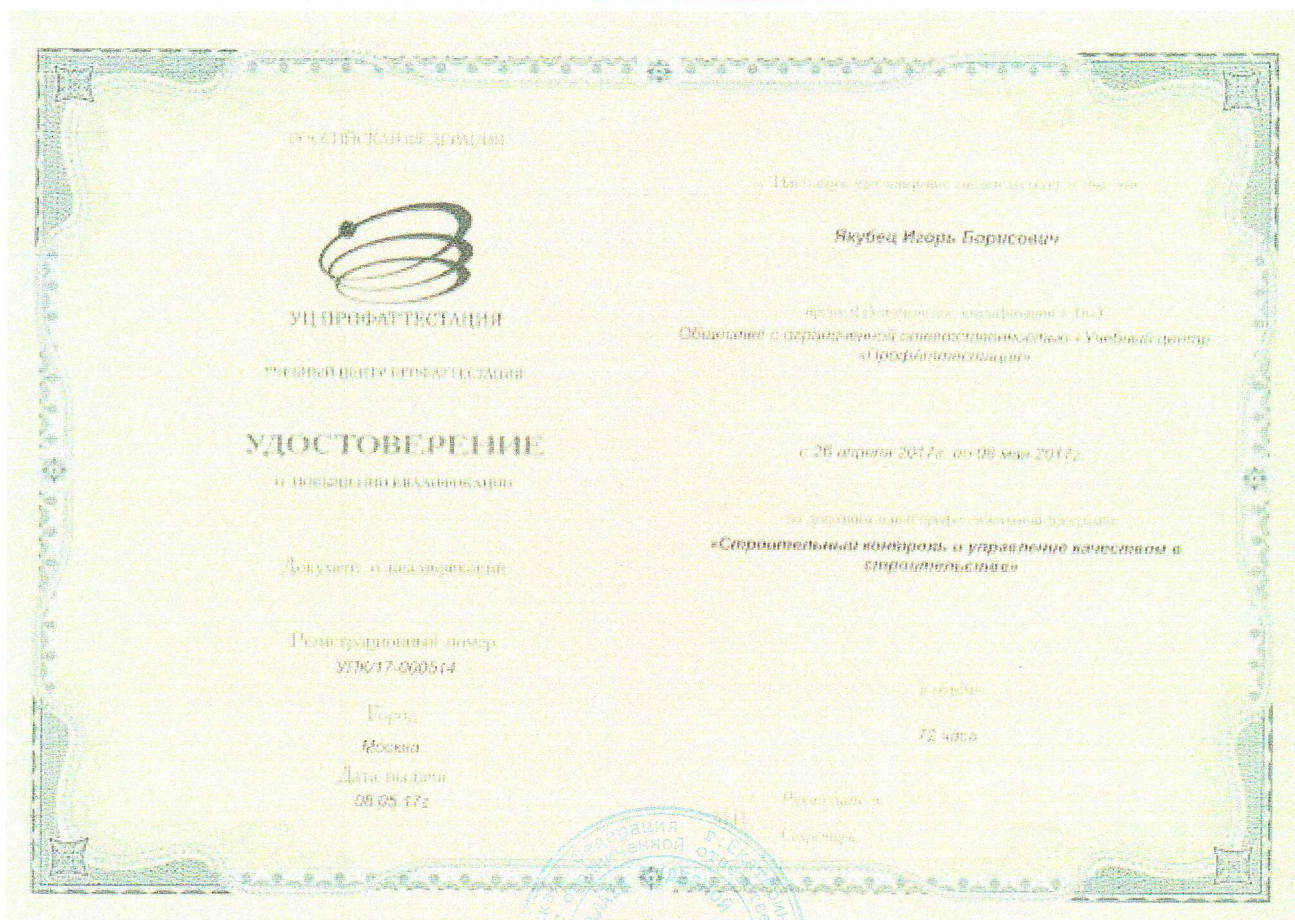 РОССИЙСКАЯ ФЕДЕРАЦИЯ
УЦ ПРОФАТТЕСТАЦИЯ
УЧЕБНЫЙ ЦЕНТР ПРОФАТТЕСТАЦИЯ
УДОСТОВЕРЕНИЕ
О ПОВЫШЕНИИ КВАЛИФИКАЦИИ
Документ о квалификации
Регистрационный номер
УПК/17-000514
Город
Москва
Дата выдачи
08.05.17г
Настоящее удостоверение свидетельствует о том, что
Якубец Игорь Борисович
прошел(а) повышение квалификации в (на)
Общество с ограниченной ответственностью «Учебный центр
«ПрофАттестация»
с 26 апреля 2017г. по 08 мая 2017г.
по дополнительной профессиональной программе
«Строительный контроль и управление качеством в
строительстве»
в объёме
72 часа
М.П.
Руководитель
Секретарь